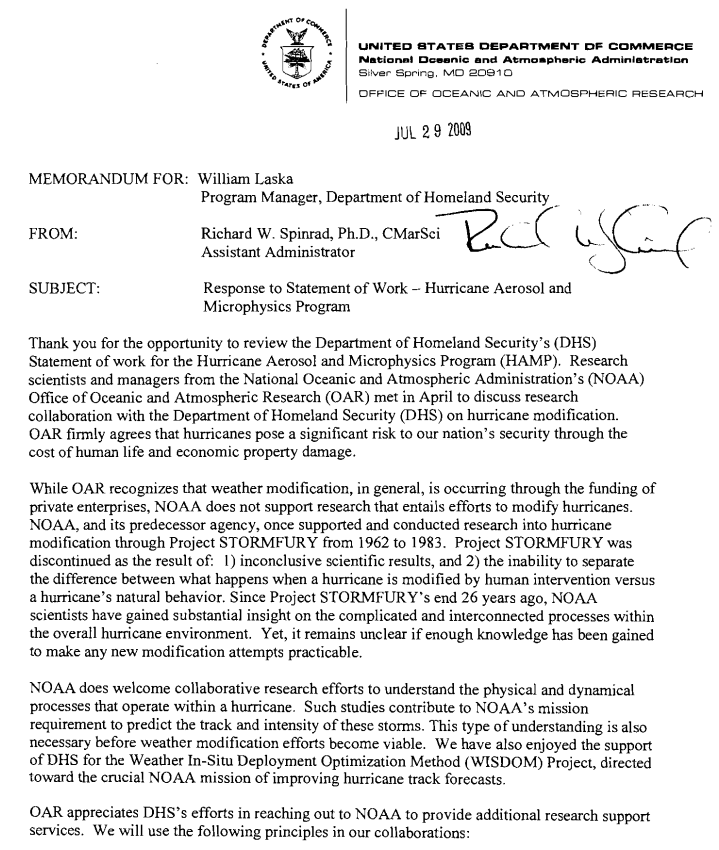 DEPARTMENT OF COMMERCE
UNITED STATES OF AMERICA
UNITED STATES DEPARTMENT OF COMMERCE
National Oceanic and Atmospheric Administration
Silver Spring, MD 20910
OFFICE OF OCEANIC AND ATMOSPHERIC RESEARCH
JUL 29 2009
MEMORANDUM FOR: William Laska
Program Manager, Department of Homeland Security
FROM: Richard W. Spinrad, Ph.D., CMarSci
Assistant Administrator
SUBJECT: Response to Statement of Work – Hurricane Aerosol and
Microphysics Program
Thank you for the opportunity to review the Department of Homeland Security's (DHS)
Statement of work for the Hurricane Aerosol and Microphysics Program (HAMP). Research
scientists and managers from the National Oceanic and Atmospheric Administration's (NOAA)
Office of Oceanic and Atmospheric Research (OAR) met in April to discuss research
collaboration with the Department of Homeland Security (DHS) on hurricane modification.
OAR firmly agrees that hurricanes pose a significant risk to our nation's security through the
cost of human life and economic property damage.
While OAR recognizes that weather modification, in general, is occurring through the funding of
private enterprises, NOAA does not support research that entails efforts to modify hurricanes.
NOAA, and its predecessor agency, once supported and conducted research into hurricane
modification through Project STORMFURY from 1962 to 1983. Project STORMFURY was
discontinued as the result of: 1) inconclusive scientific results, and 2) the inability to separate
the difference between what happens when a hurricane is modified by human intervention versus
a hurricane's natural behavior. Since Project STORMFURY's end 26 years ago, NOAA
scientists have gained substantial insight on the complicated and interconnected processes within
the overall hurricane environment. Yet, it remains unclear if enough knowledge has been gained
to make any new modification attempts practicable.
NOAA does welcome collaborative research efforts to understand the physical and dynamical
processes that operate within a hurricane. Such studies contribute to NOAA's mission
requirement to predict the track and intensity of these storms. This type of understanding is also
necessary before weather modification efforts become viable. We have also enjoyed the support
of DHS for the Weather In-Situ Deployment Optimization Method (WISDOM) Project, directed
toward the crucial NOAA mission of improving hurricane track forecasts.
OAR appreciates DHS's efforts in reaching out to NOAA to provide additional research support
services. We will use the following principles in our collaborations: